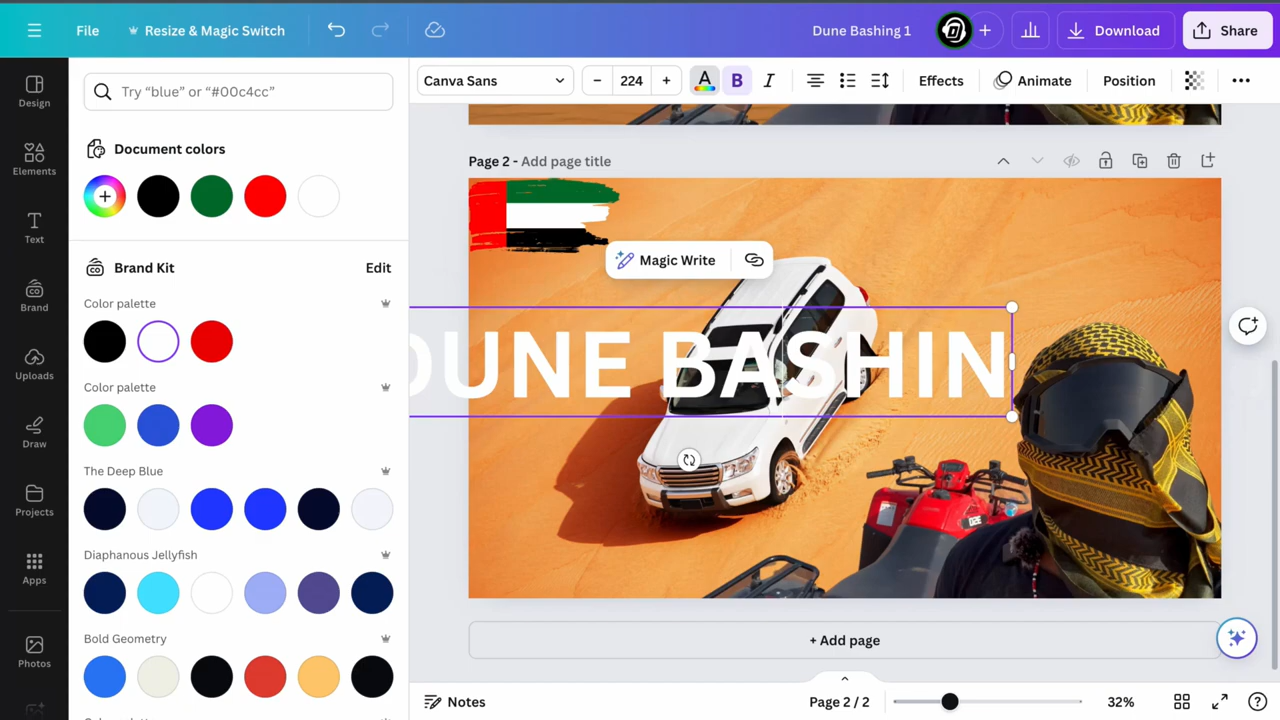 File
Resize & Magic Switch
Dune Bashing 1
Download
Share
Design
Elements
Text
Brand
Uploads
Draw
Projects
Apps
Photos
Try “blue” or “#00c4cc”
Document colors
Brand Kit
Edit
Color palette
Color palette
The Deep Blue
Diaphanous Jellyfish
Bold Geometry
Canva Sans
– 224 +
A B I
Effects
Animate
Position
Page 2 - Add page title
Magic Write
DUNE BASHIN
+ Add page
Notes
Page 2 / 2
32%